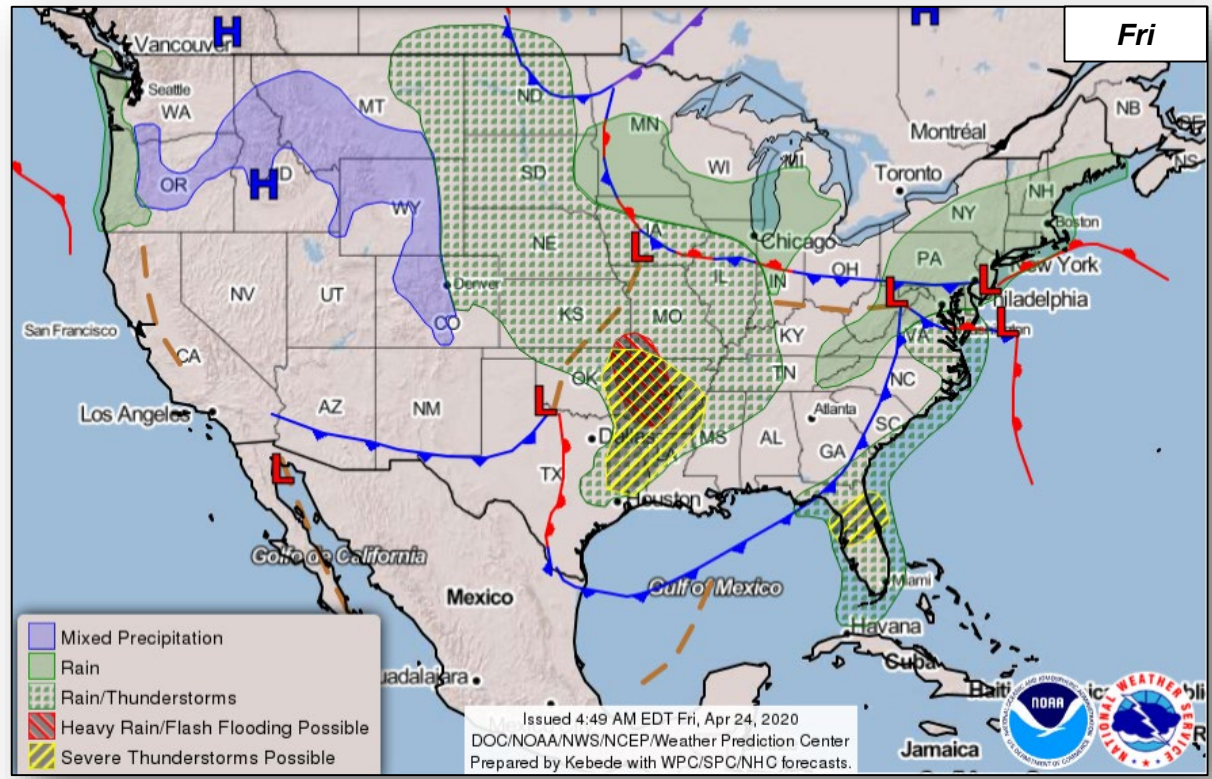 Fri
H
H
Vancouver
Seattle
WA
MT
ND
MN
Montréal
NB
NS
OR
H
ID
WY
SD
WI
MI
Toronto
NH
NY
Boston
NE
L
IA
Chicago
PA
New York
NV
UT
Denver
CO
KS
MO
IL
IN
OH
L
L
Philadelphia
L
San Francisco
CA
KY
VA
Los Angeles
AZ
NM
OK
TN
NC
L
Atlanta
SC
Dallas
MS
AL
GA
L
TX
LA
Houston
Golfo de California
Mexico
Gulf of Mexico
Miami
Havana
Cuba
Haiti
Jamaica
Mixed Precipitation
Rain
Rain/Thunderstorms
Heavy Rain/Flash Flooding Possible
Severe Thunderstorms Possible
Issued 4:49 AM EDT Fri, Apr 24, 2020
DOC/NOAA/NWS/NCEP/Weather Prediction Center
Prepared by Kebede with WPC/SPC/NHC forecasts.
NOAA
NATIONAL WEATHER SERVICE